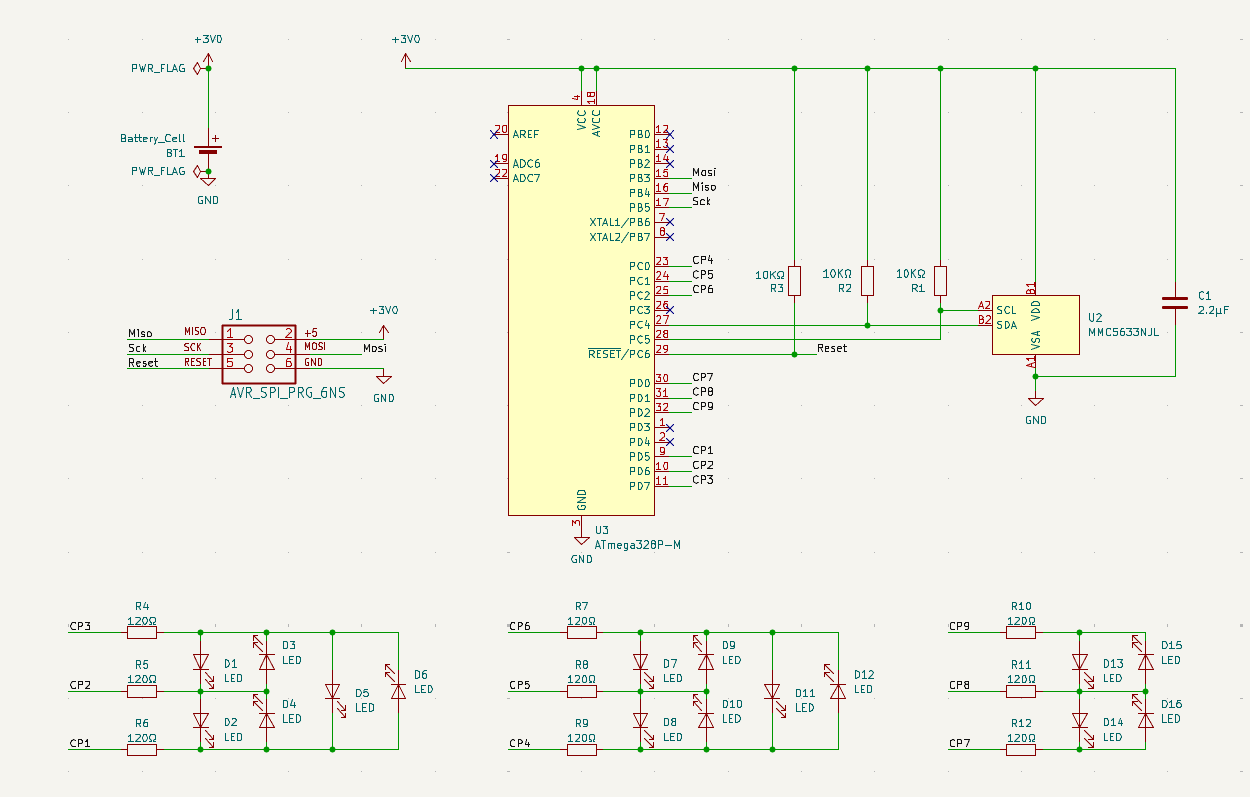 +3V0
PWR_FLAG
Battery_Cell
BT1
+
PWR_FLAG
GND
+3V0
4
18
VCC
AVCC
20
AREF
19
ADC6
22
ADC7
PB0
12
PB1
13
PB2
14
PB3
15
Mosi
PB4
16
Miso
PB5
17
Sck
XTAL1/PB6
7
XTAL2/PB7
8
PC0
23
CP4
PC1
24
CP5
PC2
25
CP6
PC3
26
PC4
27
PC5
28
RESET/PC6
29
Reset
PD0
30
CP7
PD1
31
CP8
PD2
32
CP9
PD3
1
PD4
2
PD5
9
CP1
PD6
10
CP2
PD7
11
CP3
GND
3
U3
ATmega328P-M
GND
10KΩ
R3
10KΩ
R2
10KΩ
R1
B1
A2
SCL
VDD
B2
SDA
VSA
A1
U2
MMC5633NJL
GND
C1
2.2µF
J1
+3V0
Miso
MISO
1
2
+5
Sck
SCK
3
4
MOSI
Mosi
Reset
RESET
5
6
GND
AVR_SPI_PRG_6NS
GND
R4
CP3
120Ω
D3
LED
D1
LED
R5
CP2
120Ω
D6
LED
D5
LED
D4
LED
D2
LED
R6
CP1
120Ω
R7
CP6
120Ω
D9
LED
D7
LED
R8
CP5
120Ω
D12
LED
D11
LED
D10
LED
D8
LED
R9
CP4
120Ω
R10
CP9
120Ω
D15
LED
D13
LED
R11
CP8
120Ω
D16
LED
D14
LED
R12
CP7
120Ω